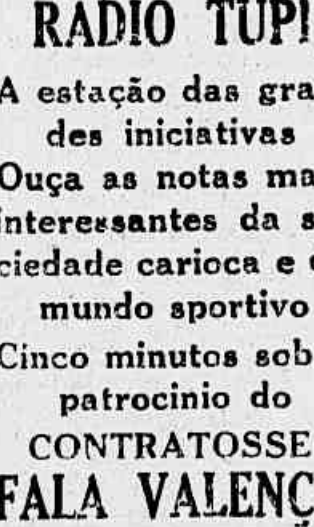 RADIO TUPI
A estação das gra
des iniciativas
Ouça as notas ma
interessantes da s
ciedade carioca e
mundo sportivo
Cinco minutos sob
patrocinio do
CONTRATOSSE
FALA VALENÇ